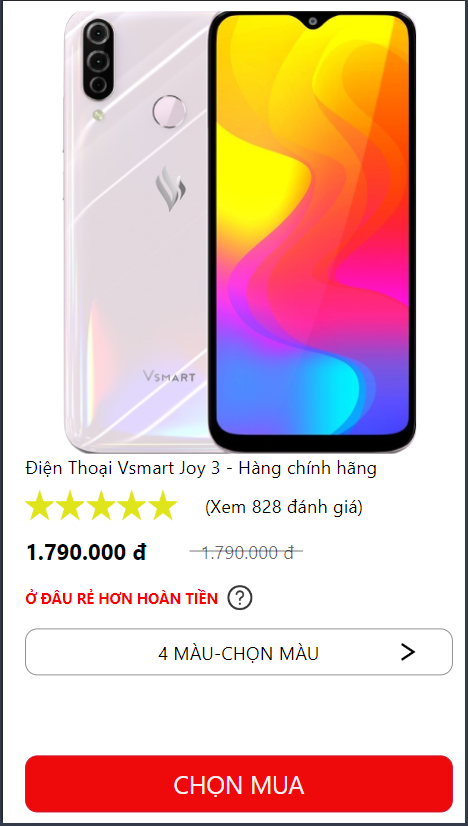 VSMART
Điện Thoại Vsmart Joy 3 - Hàng chính hãng
(Xem 828 đánh giá)
1.790.000 đ 1.790.000 đ
Ở ĐÂU RẺ HƠN HOÀN TIỀN ?
4 MÀU-CHỌN MÀU >
CHỌN MUA